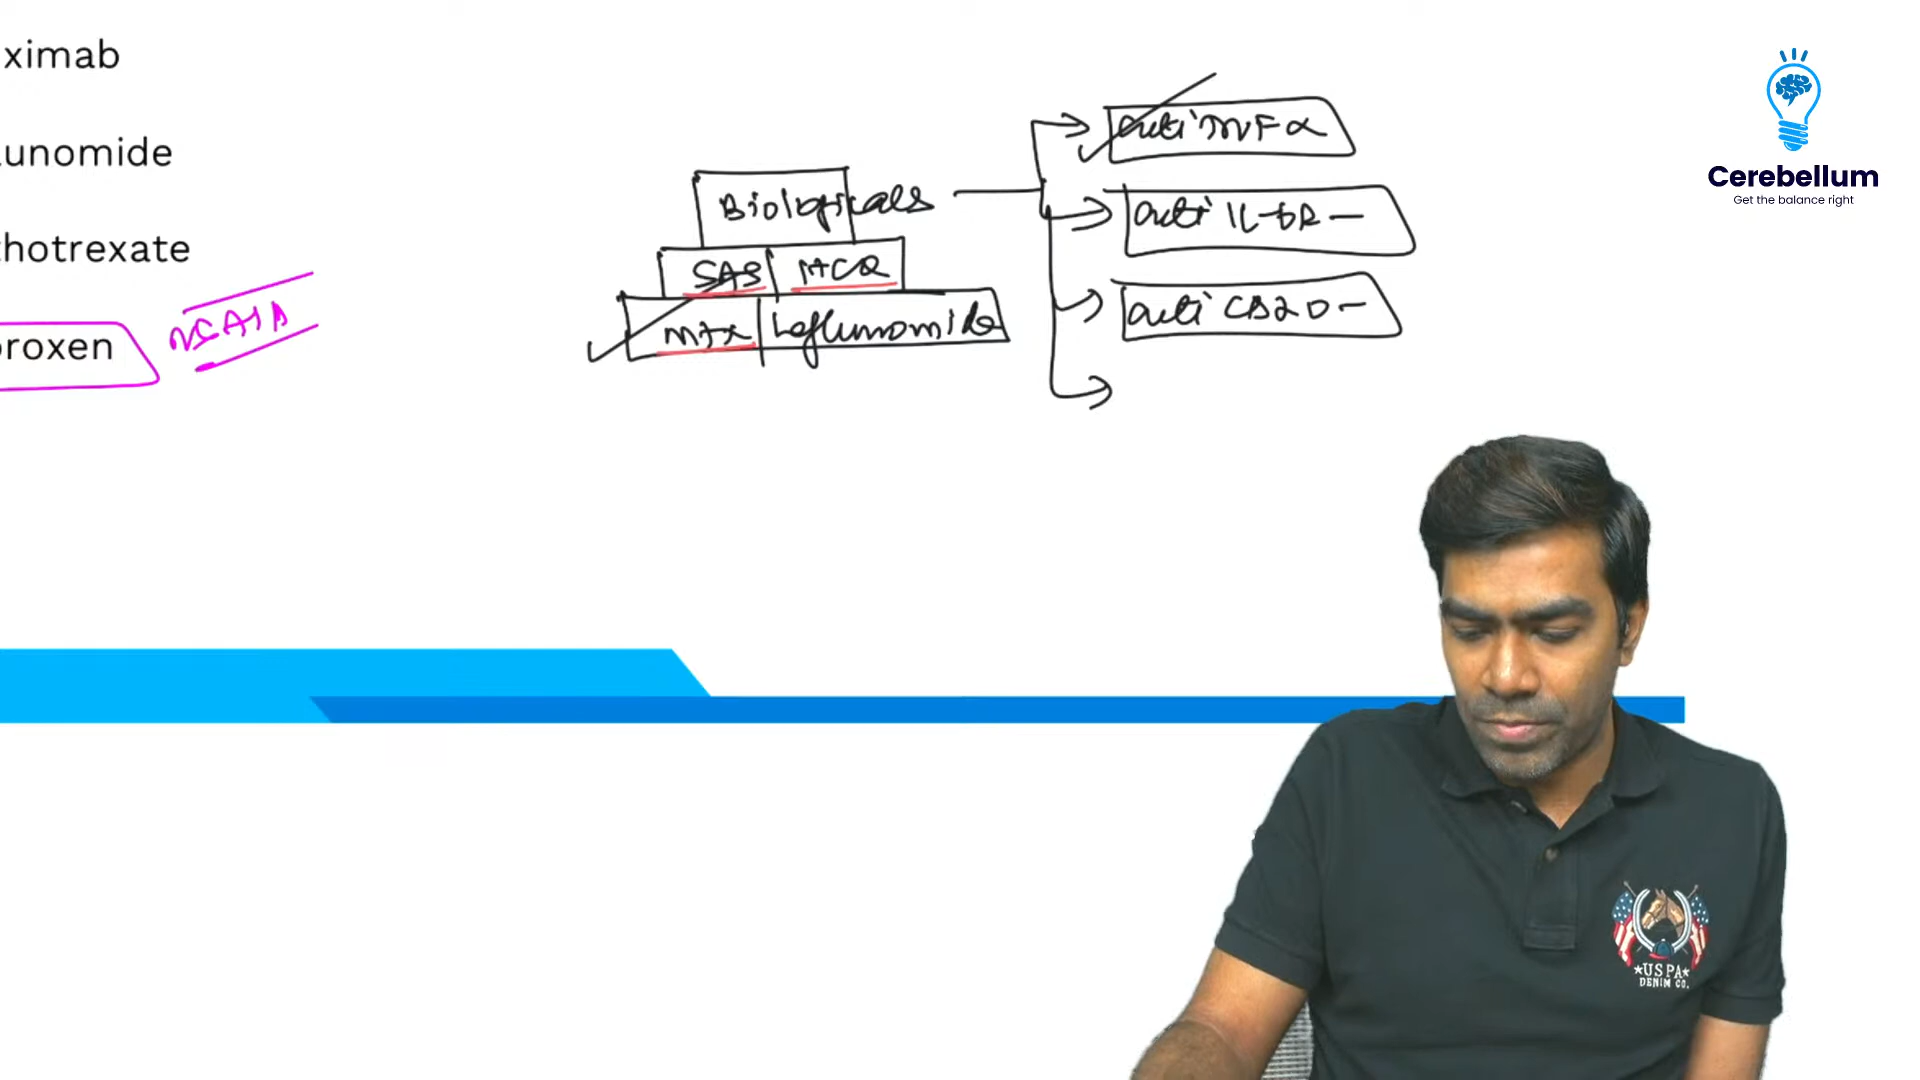 ximab
unomide
hotrexate
roxen
NSAID
Biologicals
SAS HCQ
mtx Leflunomide
anti TNF α
anti IL-6R -
anti CD20 -
Cerebellum
Get the balance right
USPA
DENIM CO.